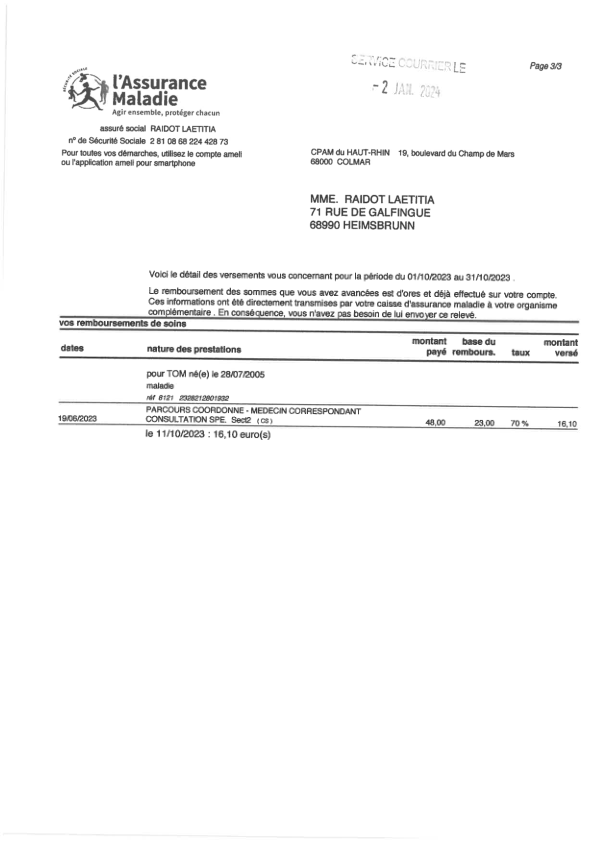 SERVICE COURRIER LE
-2 JAN. 2024
Page 3/3
SÉCURITÉ SOCIALE
l'Assurance
Maladie
Agir ensemble, protéger chacun
assuré social RAIDOT LAETITIA
n° de Sécurité Sociale 2 81 08 68 224 428 73
Pour toutes vos démarches, utilisez le compte ameli
ou l'application ameli pour smartphone
CPAM du HAUT-RHIN 19, boulevard du Champ de Mars
68000 COLMAR
MME. RAIDOT LAETITIA
71 RUE DE GALFINGUE
68990 HEIMSBRUNN
Voici le détail des versements vous concernant pour la période du 01/10/2023 au 31/10/2023 .
Le remboursement des sommes que vous avez avancées est d'ores et déjà effectué sur votre compte.
Ces informations ont été directement transmises par votre caisse d'assurance maladie à votre organisme
complémentaire . En conséquence, vous n'avez pas besoin de lui envoyer ce relevé.
vos remboursements de soins
dates nature des prestations montant payé base du rembours. taux montant versé
pour TOM né(e) le 28/07/2005
maladie
réf 8121 2328212801932
19/06/2023 PARCOURS COORDONNE - MEDECIN CORRESPONDANT
CONSULTATION SPE. Sect2 (CS) 48,00 23,00 70 % 16,10
le 11/10/2023 : 16,10 euro(s)